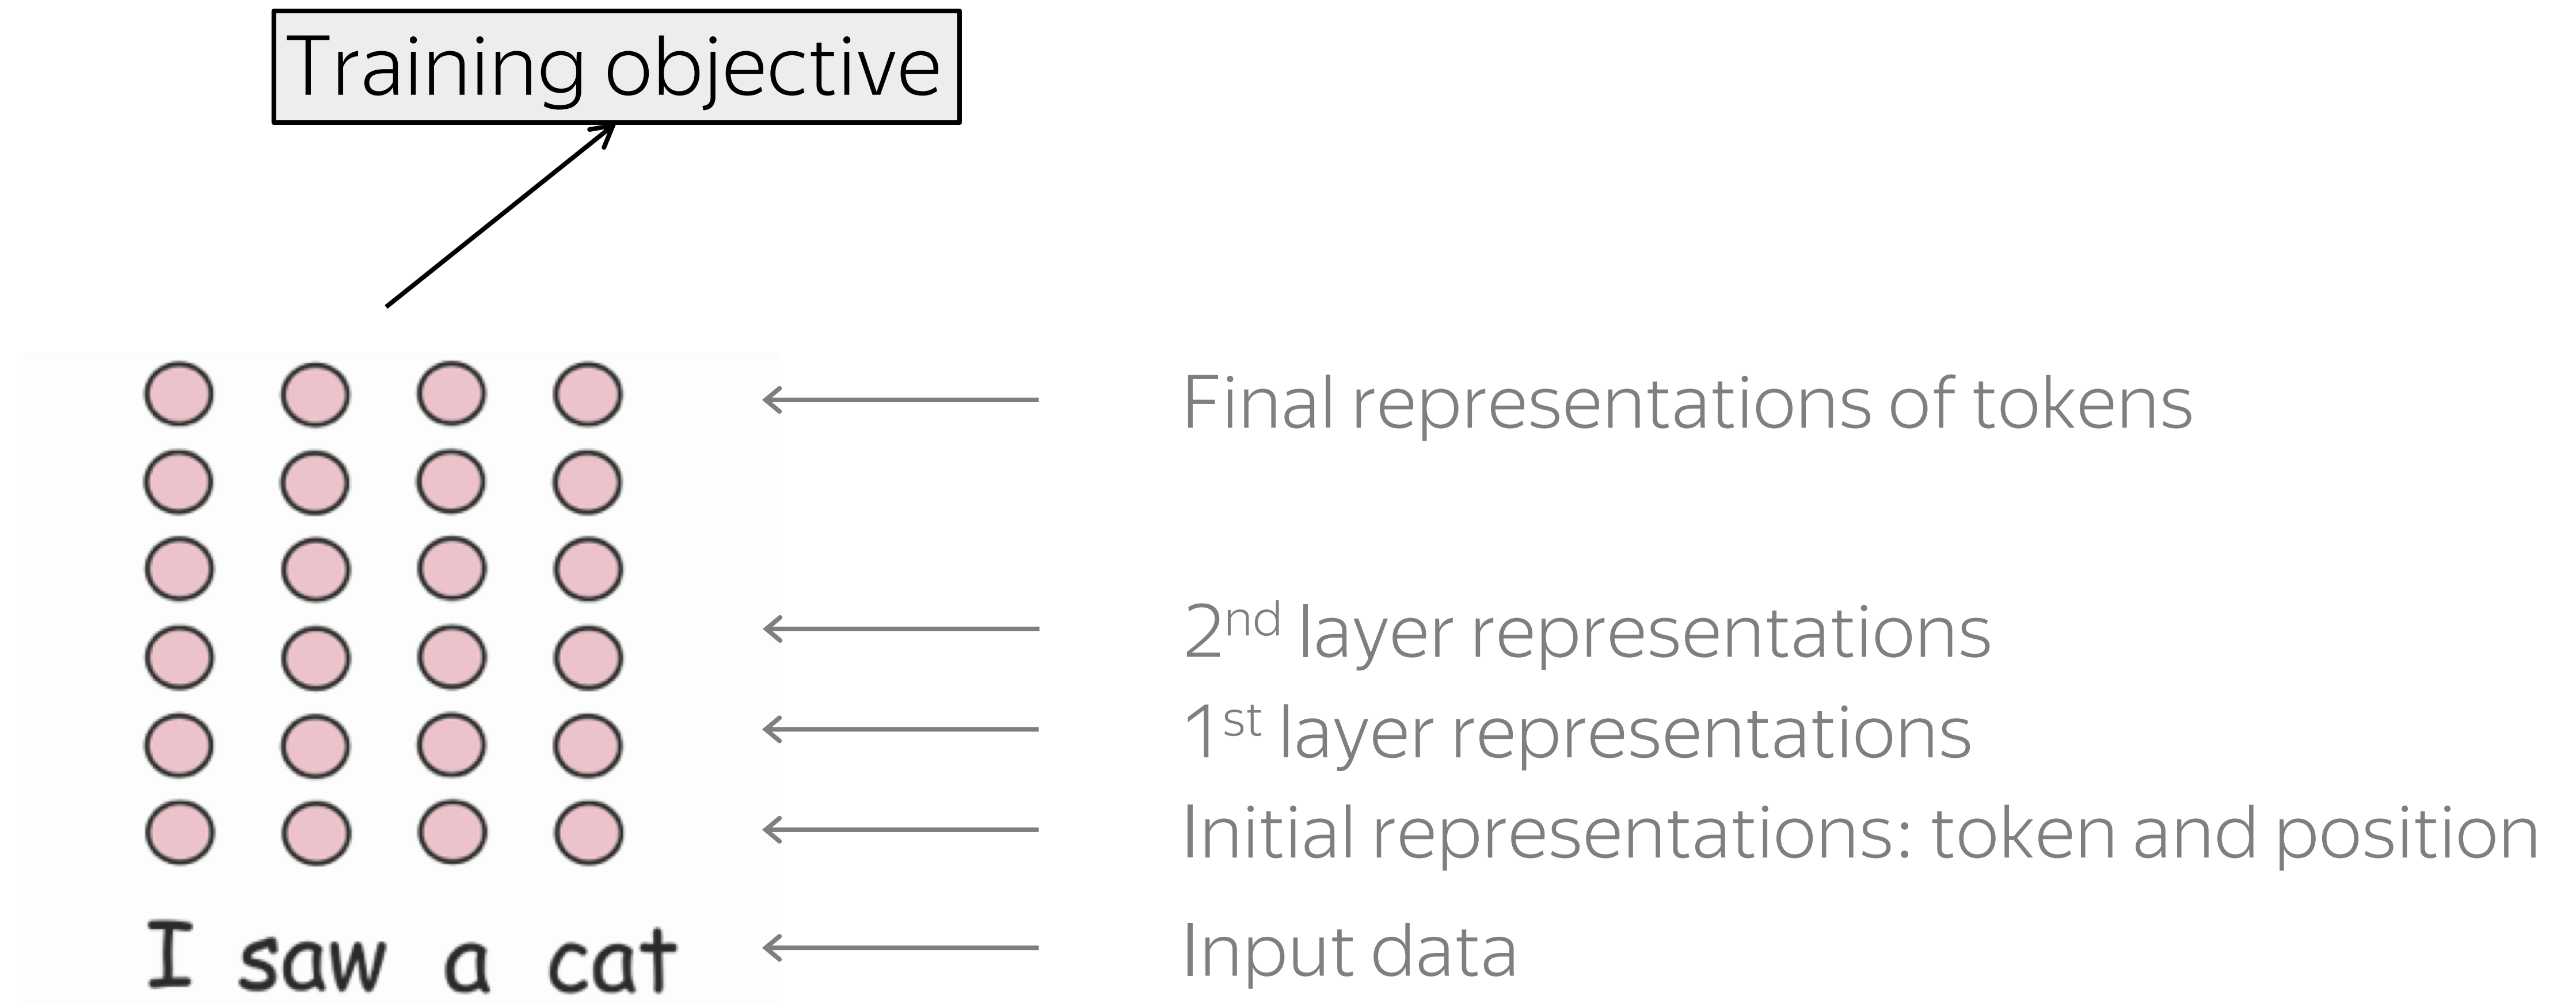 Training objective
Final representations of tokens
2nd layer representations
1st layer representations
Initial representations: token and position
I saw a cat
Input data